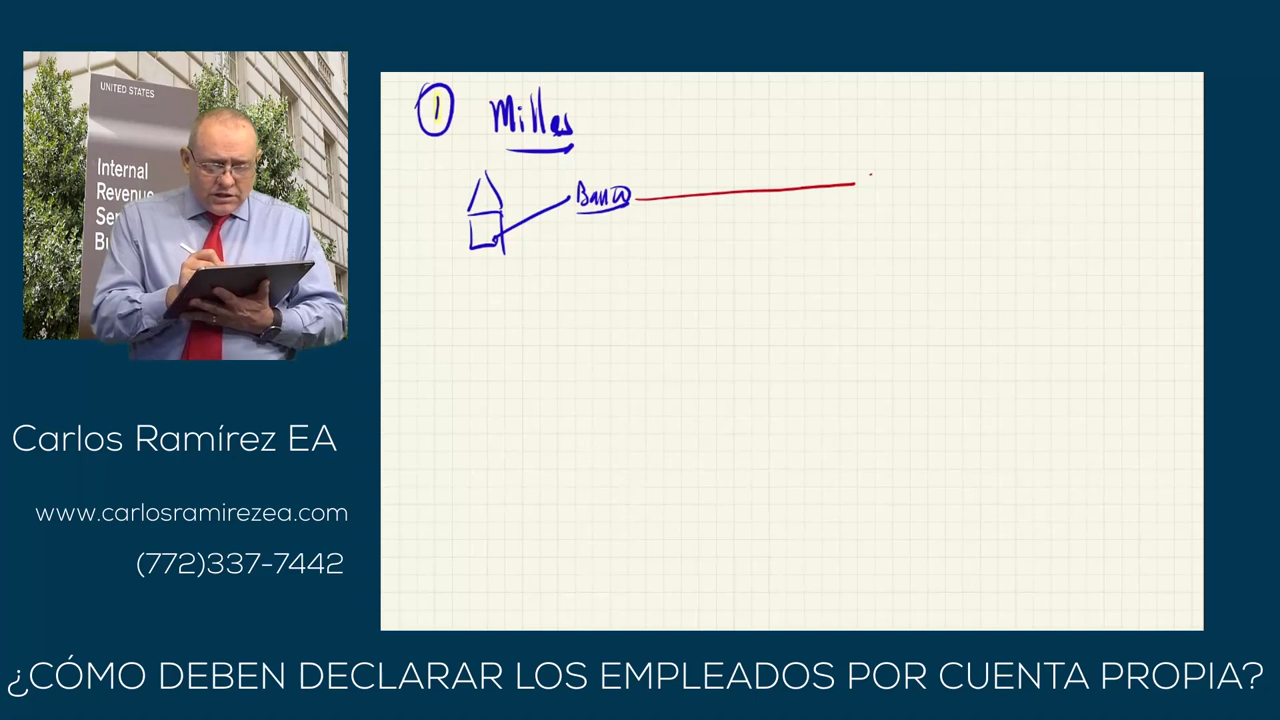 UNITED STATES
Internal
Revenue
① Millas
Banco
Carlos Ramírez EA
www.carlosramirezea.com
(772)337-7442
¿CÓMO DEBEN DECLARAR LOS EMPLEADOS POR CUENTA PROPIA?